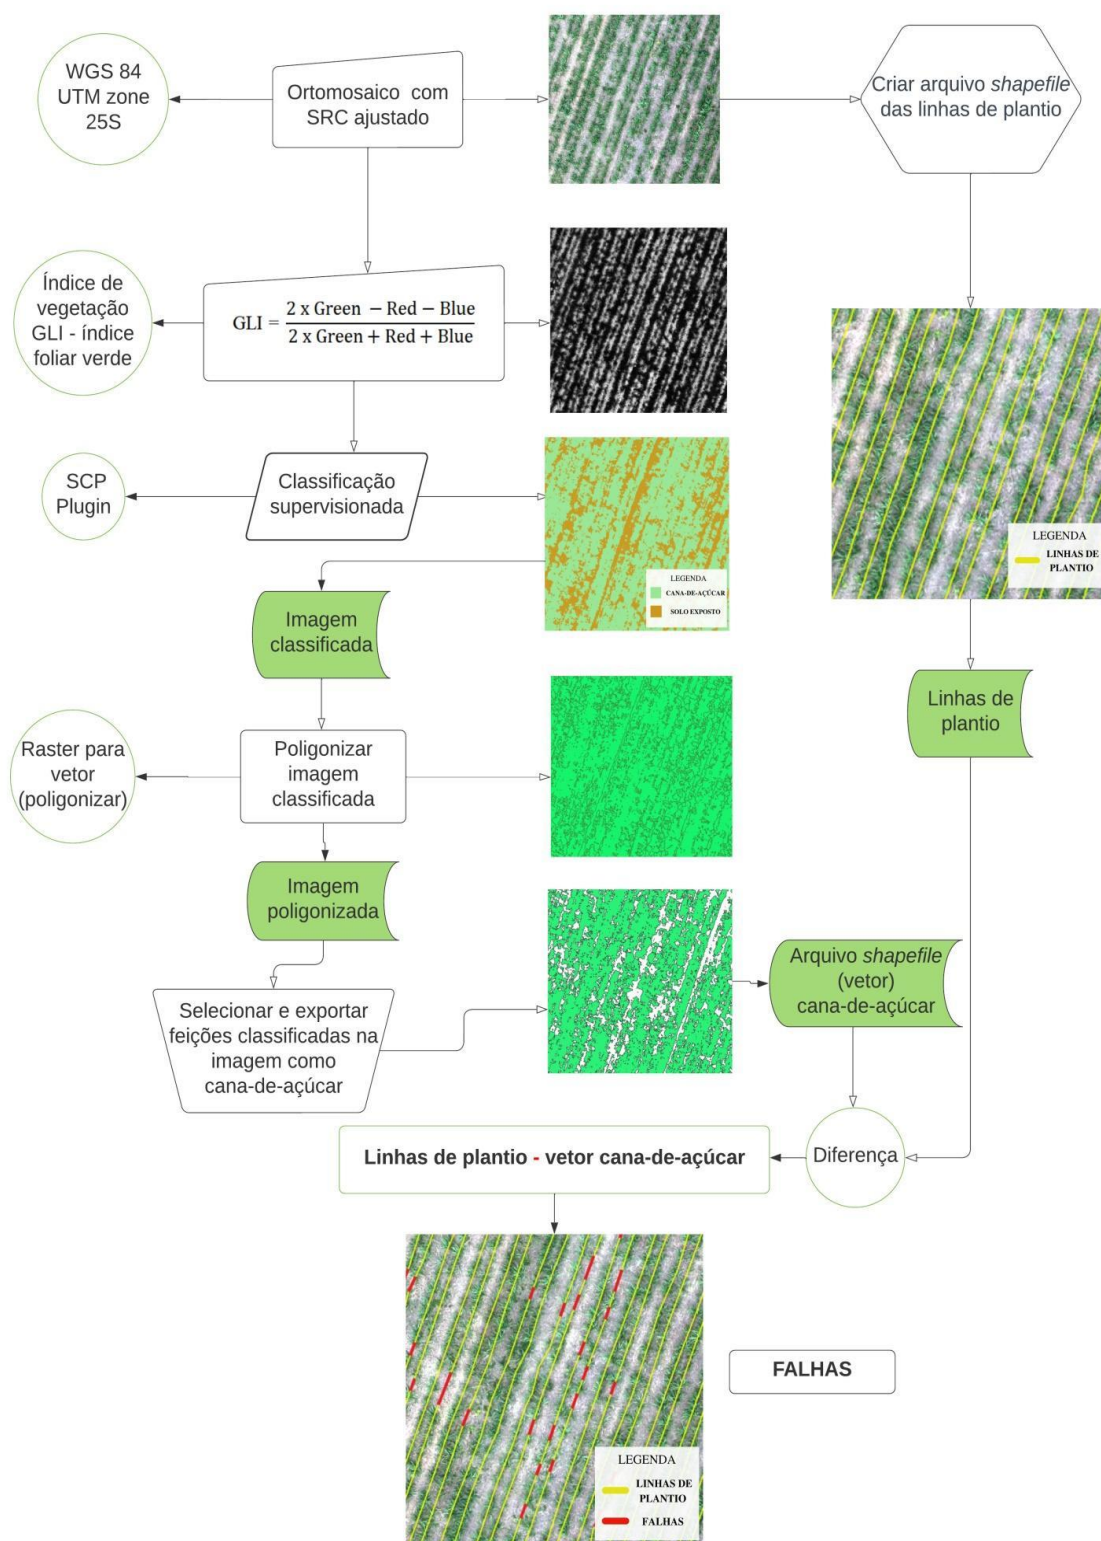 WGS 84
UTM zone
25S
Ortomosaico com
SRC ajustado
Criar arquivo shapefile
das linhas de plantio
Índice de
vegetação
GLI - índice
foliar verde
GLI = 2 x Green − Red − Blue
2 x Green + Red + Blue
SCP
Plugin
Classificação
supervisionada
LEGENDA
CANA-DE-AÇÚCAR
SOLO EXPOSTO
LEGENDA
LINHAS DE
PLANTIO
Imagem
classificada
Linhas de
plantio
Raster para
vetor
(poligonizar)
Poligonizar
imagem
classificada
Imagem
poligonizada
Selecionar e exportar
feições classificadas na
imagem como
cana-de-açúcar
Arquivo shapefile
(vetor)
cana-de-açúcar
Diferença
Linhas de plantio - vetor cana-de-açúcar
FALHAS
LEGENDA
LINHAS DE
PLANTIO
FALHAS